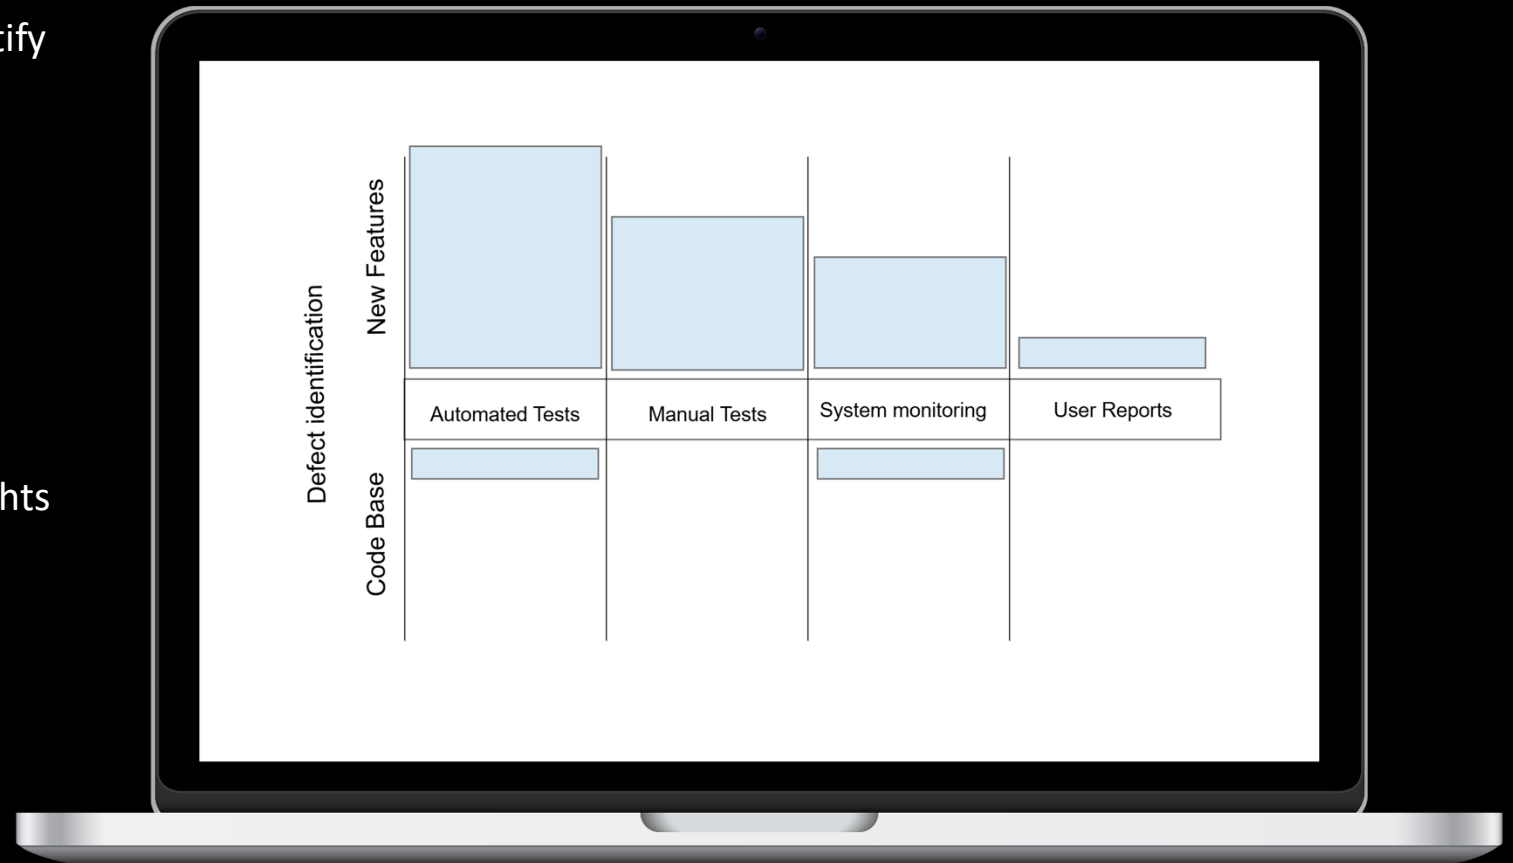 tify
hts
Defect identification
New Features
Code Base
Automated Tests
Manual Tests
System monitoring
User Reports